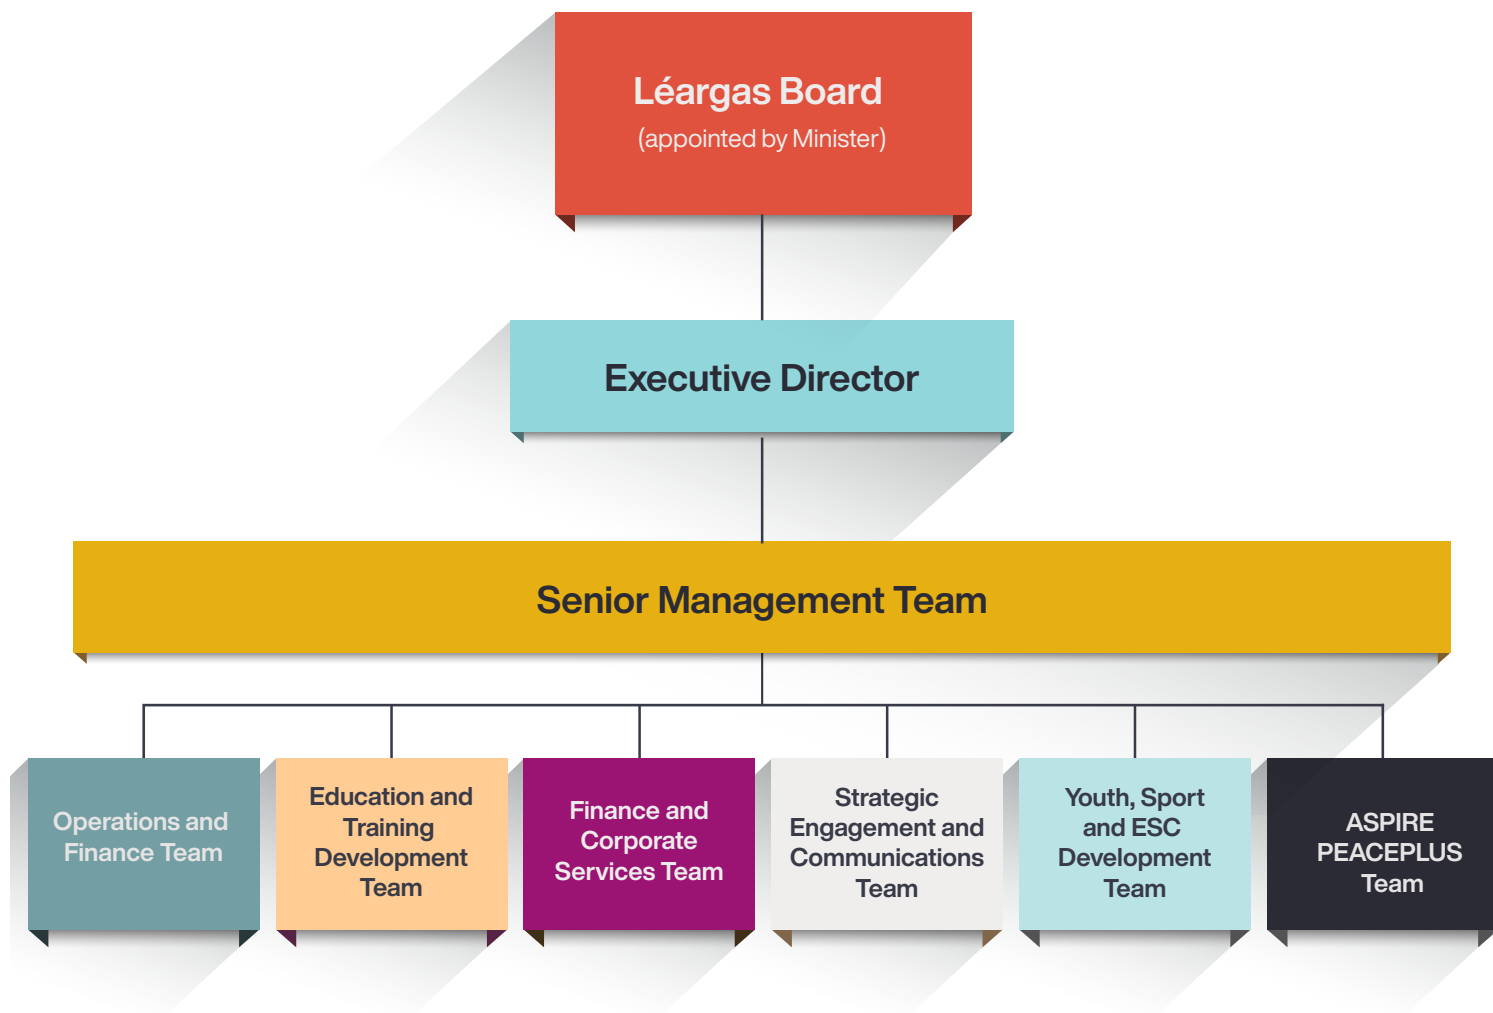 Léargas Board
(appointed by Minister)
Executive Director
Senior Management Team
Operations and
Finance Team
Education and
Training
Development
Team
Finance and
Corporate
Services Team
Strategic
Engagement and
Communications
Team
Youth, Sport
and ESC
Development
Team
ASPIRE
PEACEPLUS
Team